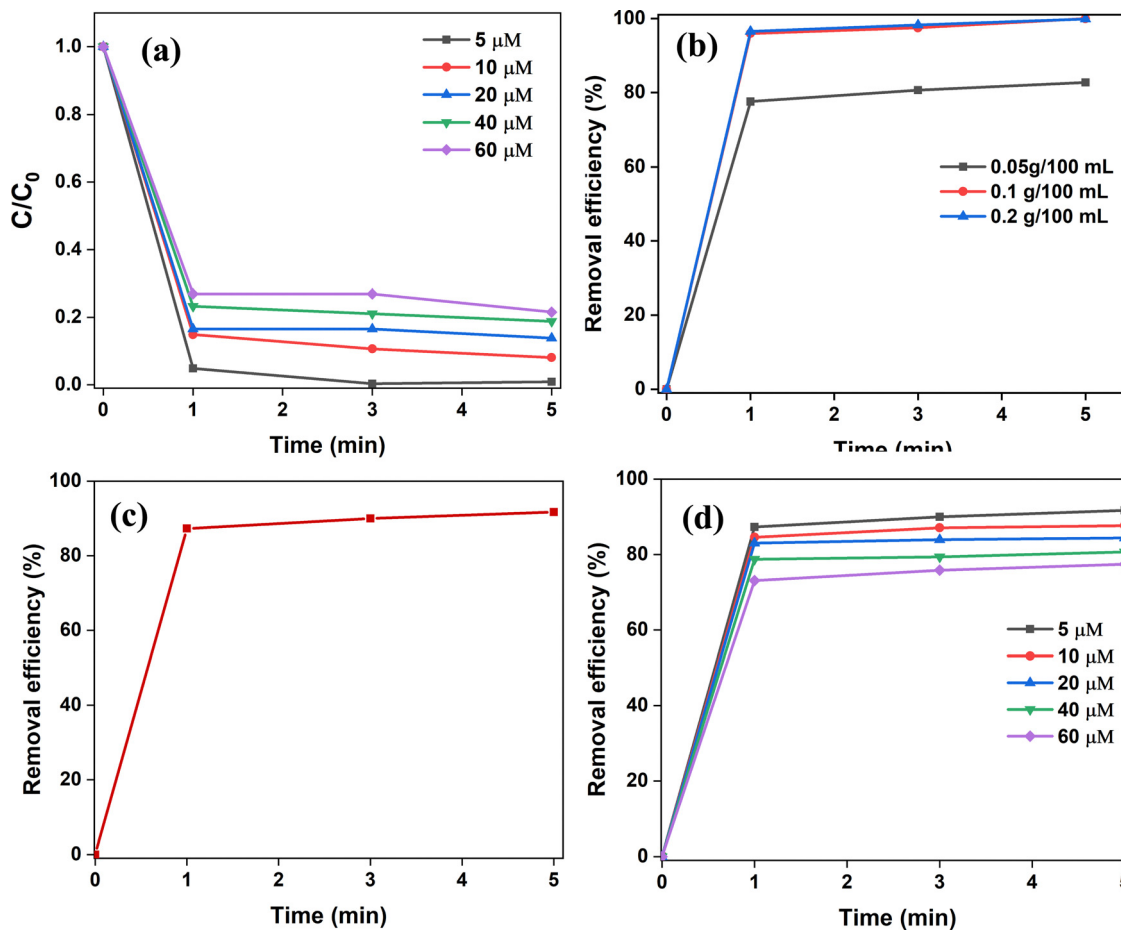 (a)
5 μM
10 μM
20 μM
40 μM
60 μM
1.0
0.8
0.6
0.4
0.2
0.0
C/C0
0 1 2 3 4 5
Time (min)
(b)
100
80
60
40
20
0
Removal efficiency (%)
0.05g/100 mL
0.1 g/100 mL
0.2 g/100 mL
0 1 2 3 4 5
Time (min)
(c)
100
80
60
40
20
0
Removal efficiency (%)
0 1 2 3 4 5
Time (min)
(d)
100
80
60
40
20
0
Removal efficiency (%)
5 μM
10 μM
20 μM
40 μM
60 μM
0 1 2 3 4 5
Time (min)